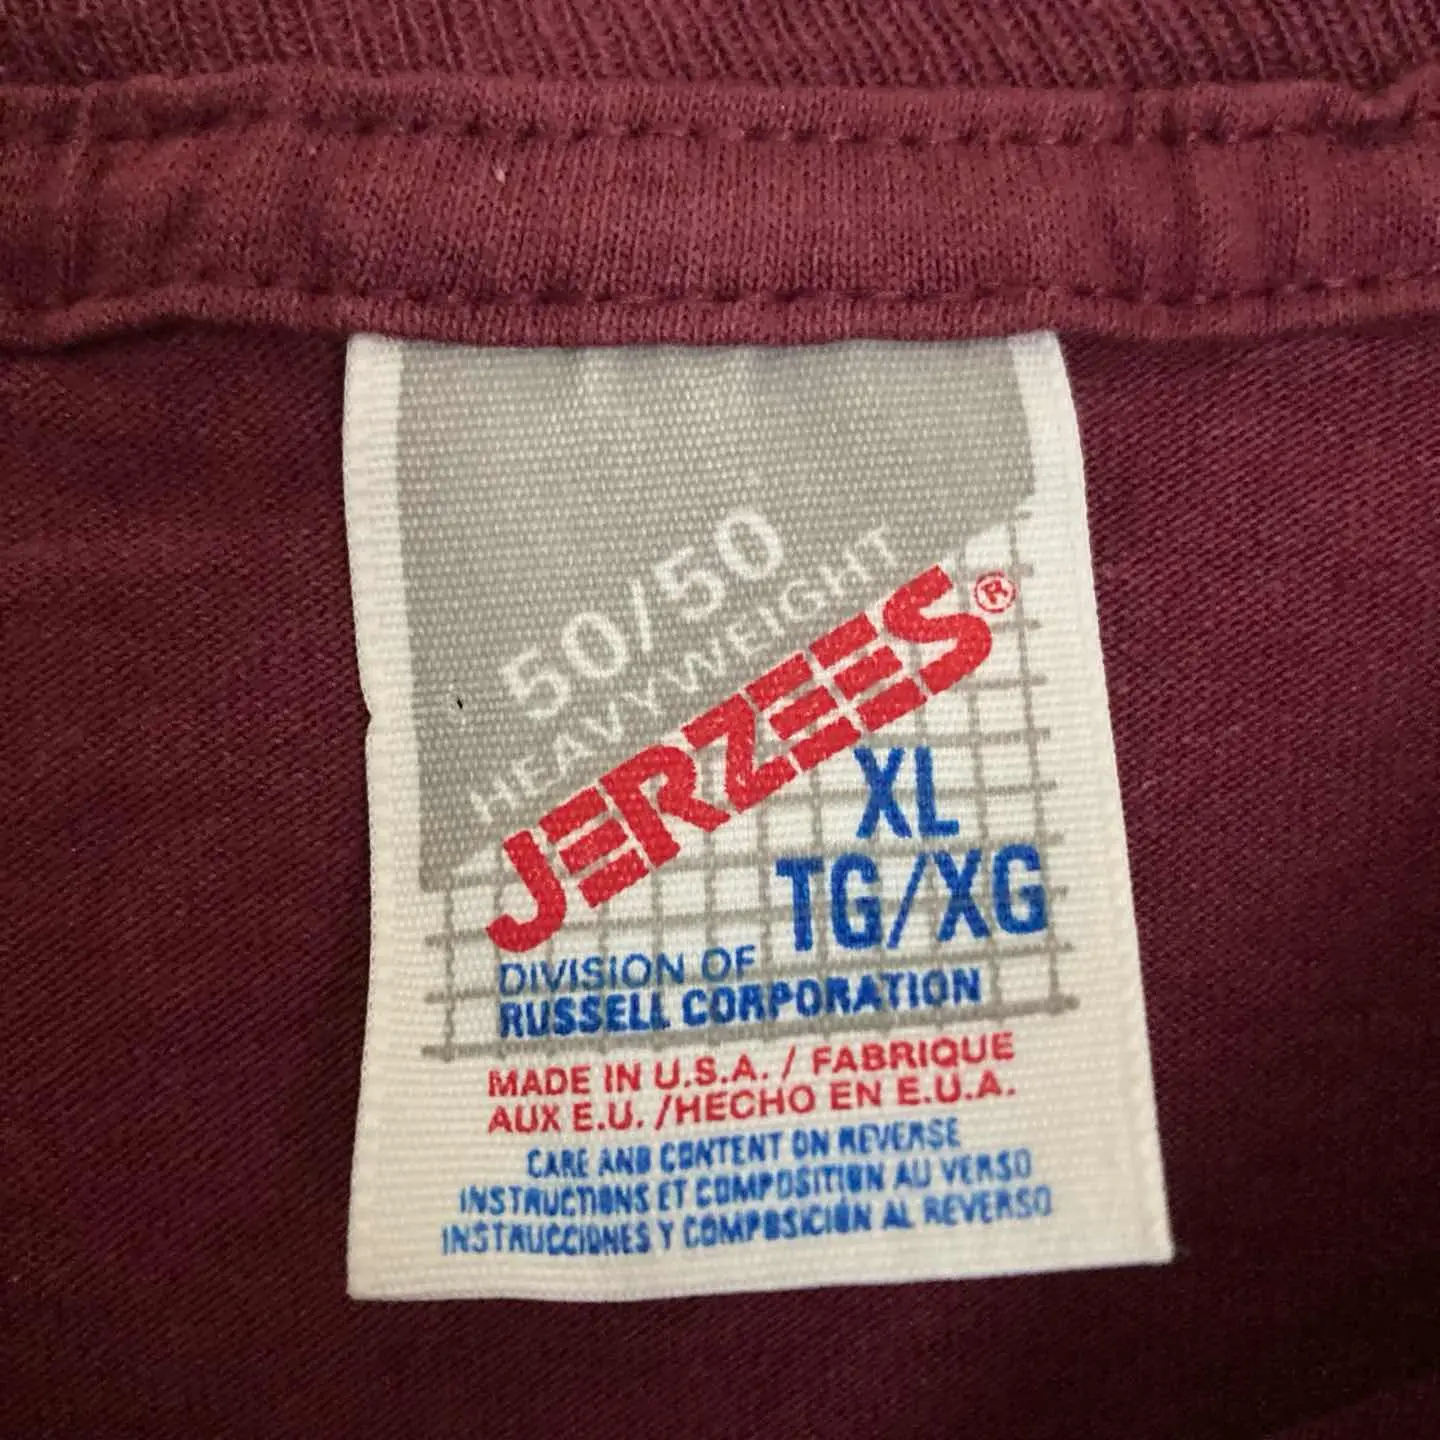 50/50
HEAVYWEIGHT
JERZEES®
XL
TG/XG
DIVISION OF
RUSSELL CORPORATION
MADE IN U.S.A. / FABRIQUE
AUX E.U. /HECHO EN E.U.A.
CARE AND CONTENT ON REVERSE
INSTRUCTIONS ET COMPOSITION AU VERSO
INSTRUCCIONES Y COMPOSICIÓN AL REVERSO